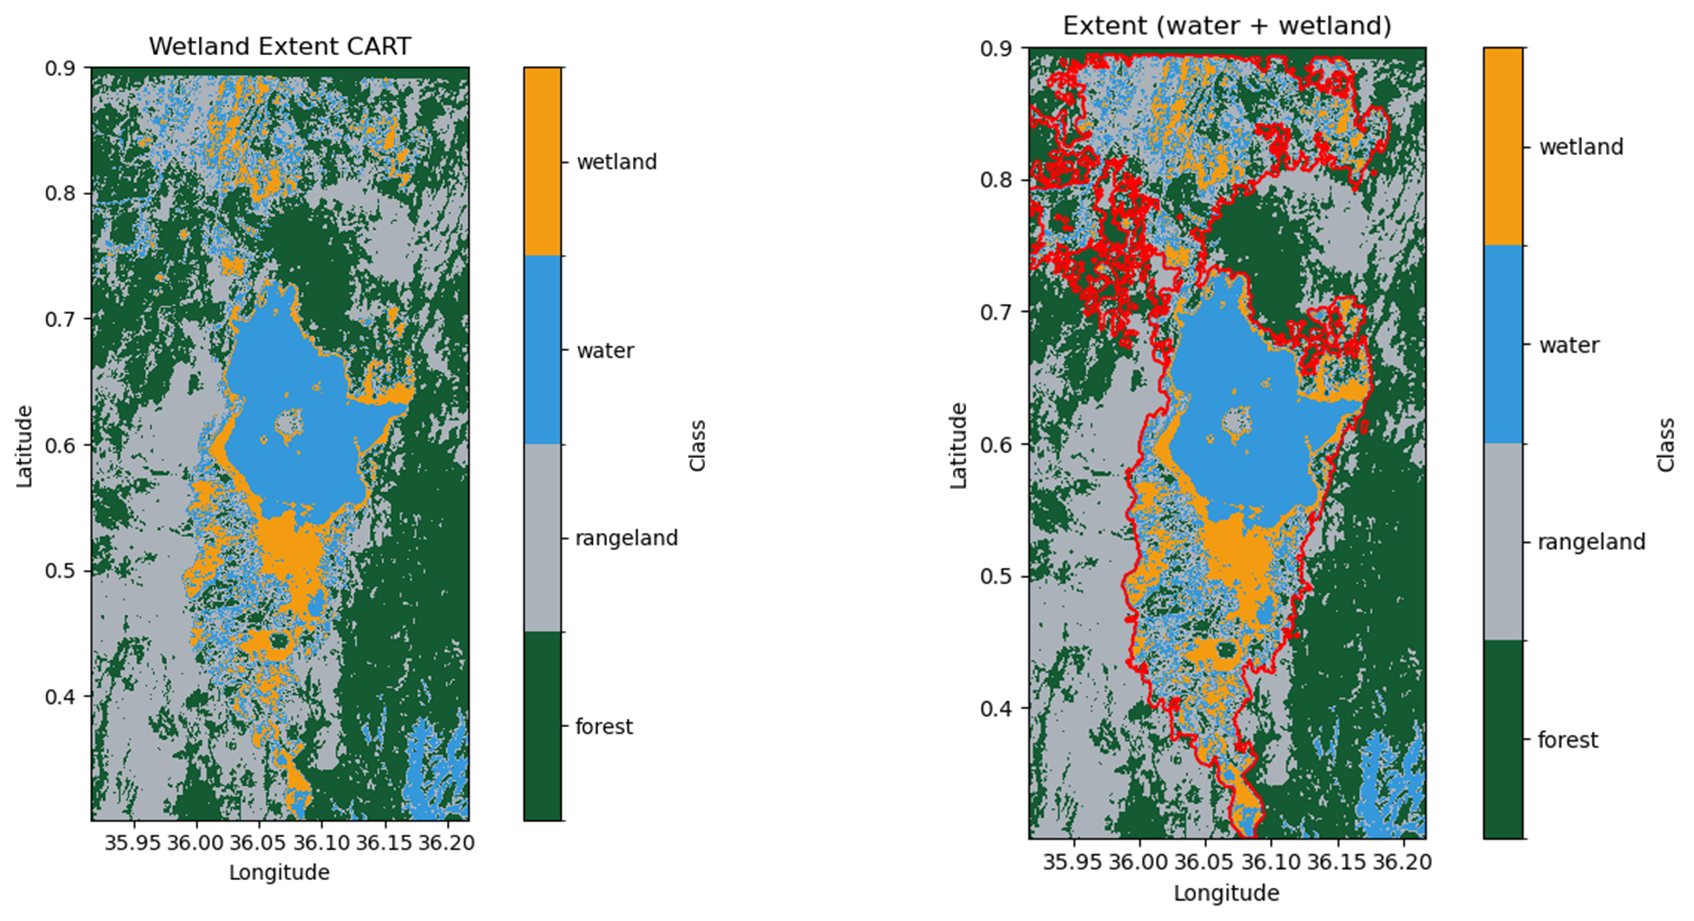 Wetland Extent CART
0.9
0.8
0.7
0.6
0.5
0.4
Latitude
35.95 36.00 36.05 36.10 36.15 36.20
Longitude
wetland
water
rangeland
forest
Class
Extent (water + wetland)
0.9
0.8
0.7
0.6
0.5
0.4
Latitude
35.95 36.00 36.05 36.10 36.15 36.20
Longitude
wetland
water
rangeland
forest
Class